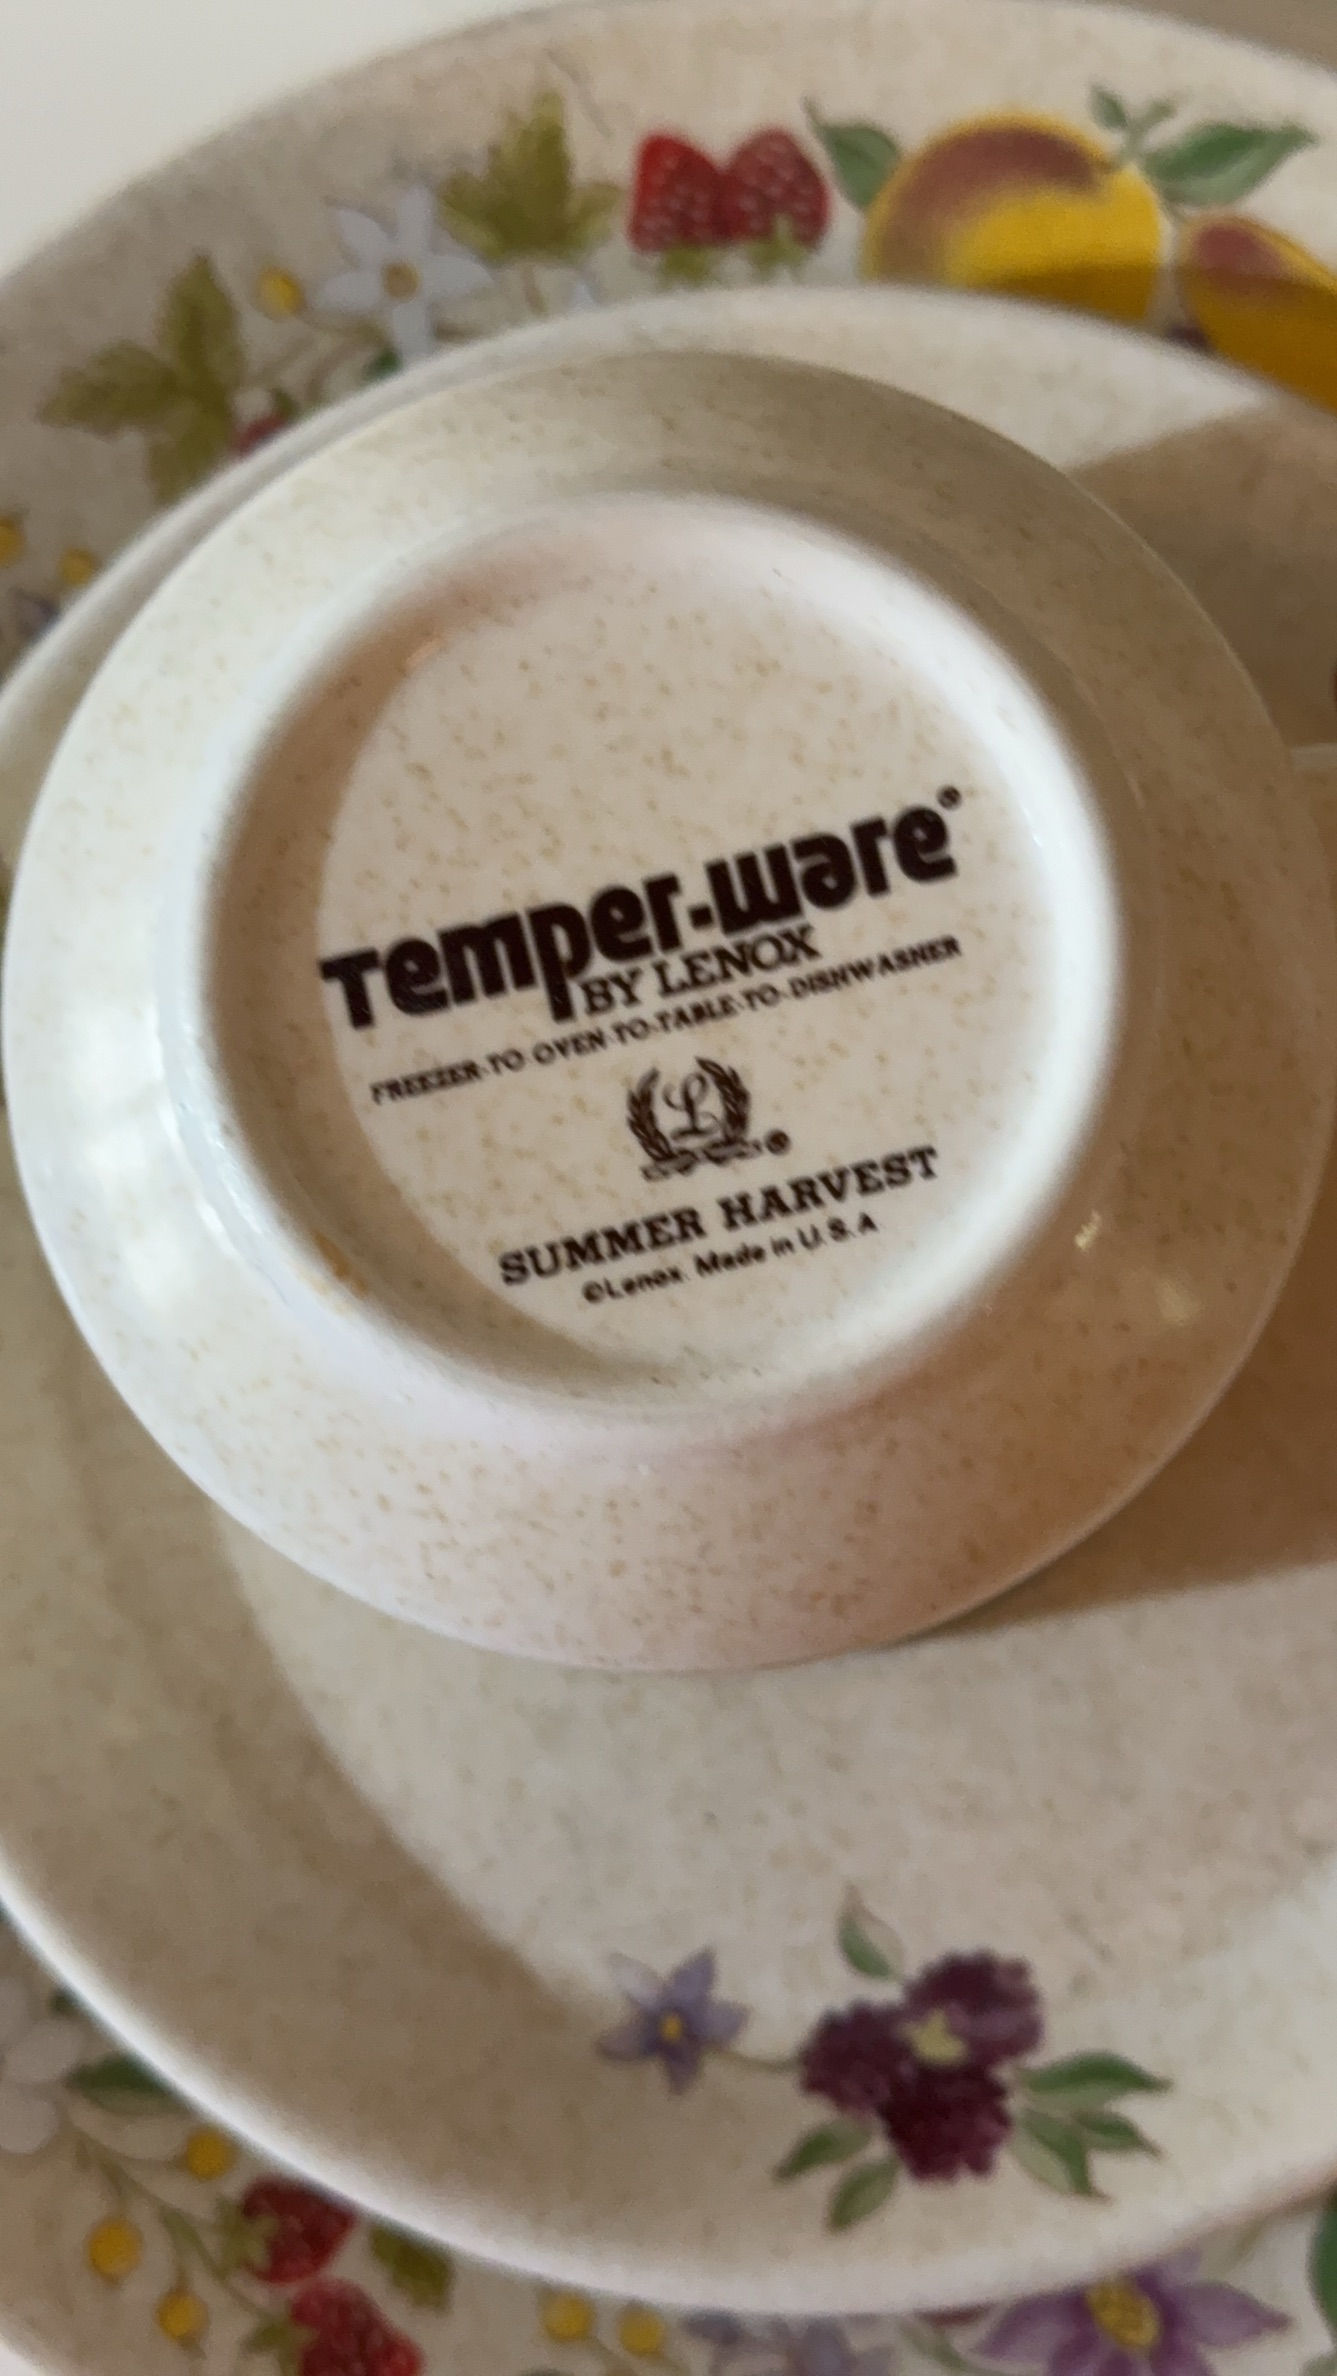 Temper-ware®
BY LENOX
FREEZER-TO-OVEN-TO-TABLE-TO-DISHWASHER
L®
SUMMER HARVEST
©Lenox. Made in U.S.A